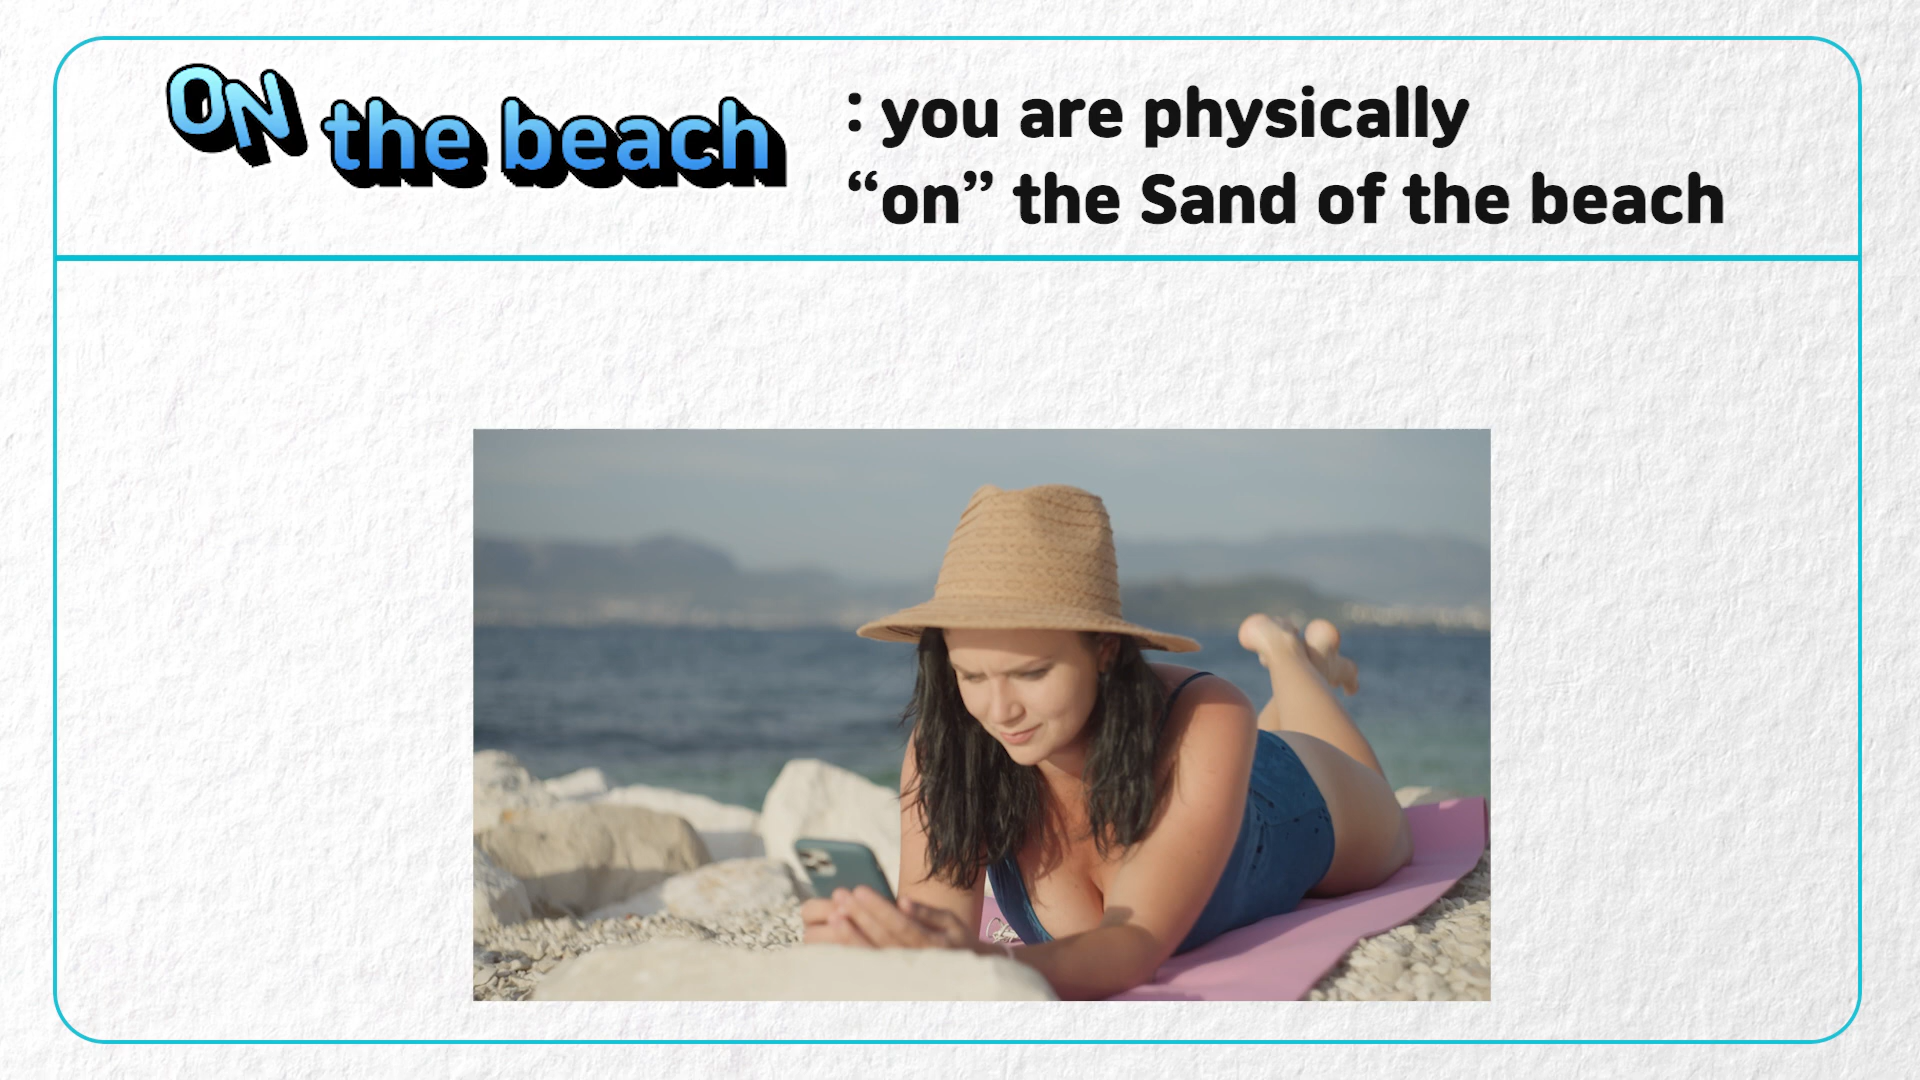 ON the beach
: you are physically
“on” the Sand of the beach